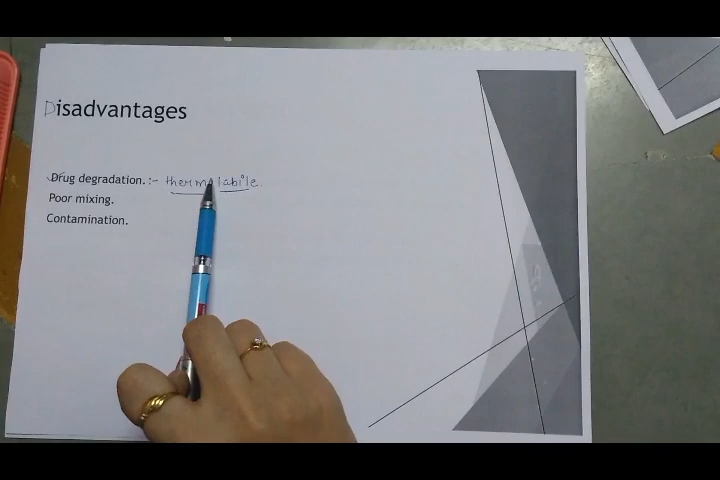 Disadvantages
Drug degradation. :- thermolabile.
Poor mixing.
Contamination.